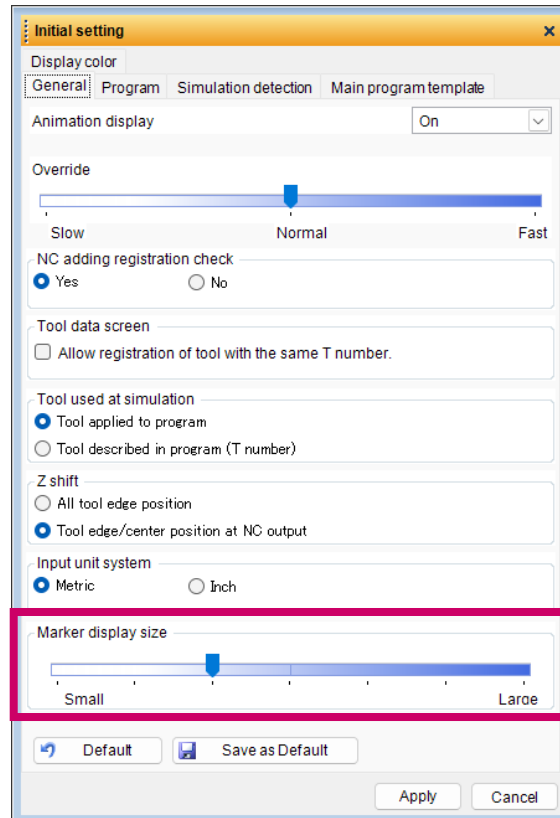 Initial setting
Display color
General Program Simulation detection Main program template
Animation display On
Override
Slow Normal Fast
NC adding registration check
Yes No
Tool data screen
Allow registration of tool with the same T number.
Tool used at simulation
Tool applied to program
Tool described in program (T number)
Z shift
All tool edge position
Tool edge/center position at NC output
Input unit system
Metric Inch
Marker display size
Small Large
Default Save as Default
Apply Cancel